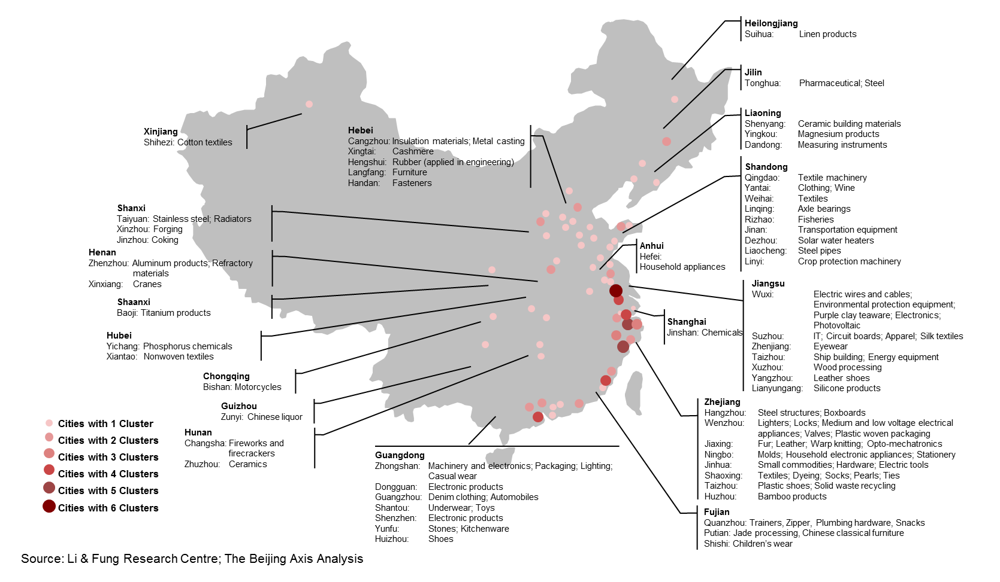 Heilongjiang
Suihua: Linen products
Jilin
Tonghua: Pharmaceutical; Steel
Liaoning
Shenyang: Ceramic building materials
Yingkou: Magnesium products
Dandong: Measuring instruments
Xinjiang
Shihezi: Cotton textiles
Hebei
Cangzhou: Insulation materials; Metal casting
Xingtai: Cashmere
Hengshui: Rubber (applied in engineering)
Langfang: Furniture
Handan: Fasteners
Shandong
Qingdao: Textile machinery
Yantai: Clothing; Wine
Weihai: Textiles
Linqing: Axle bearings
Rizhao: Fisheries
Jinan: Transportation equipment
Dezhou: Solar water heaters
Liaocheng: Steel pipes
Linyi: Crop protection machinery
Shanxi
Taiyuan: Stainless steel; Radiators
Xinzhou: Forging
Jinzhou: Coking
Henan
Zhenzhou: Aluminum products; Refractory
materials
Xinxiang: Cranes
Anhui
Hefei:
Household appliances
Shaanxi
Baoji: Titanium products
Jiangsu
Wuxi: Electric wires and cables;
Environmental protection equipment;
Purple clay teaware; Electronics;
Photovoltaic
Suzhou: IT; Circuit boards; Apparel; Silk textiles
Zhenjiang: Eyewear
Taizhou: Ship building; Energy equipment
Xuzhou: Wood processing
Yangzhou: Leather shoes
Lianyungang: Silicone products
Shanghai
Jinshan: Chemicals
Hubei
Yichang: Phosphorus chemicals
Xiantao: Nonwoven textiles
Chongqing
Bishan: Motorcycles
Guizhou
Zunyi: Chinese liquor
Hunan
Changsha: Fireworks and
firecrackers
Zhuzhou: Ceramics
Zhejiang
Hangzhou: Steel structures; Boxboards
Wenzhou: Lighters; Locks; Medium and low voltage electrical
appliances; Valves; Plastic woven packaging
Jiaxing: Fur; Leather; Warp knitting; Opto-mechatronics
Ningbo: Molds; Household electronic appliances; Stationery
Jinhua: Small commodities; Hardware; Electric tools
Shaoxing: Textiles; Dyeing; Socks; Pearls; Ties
Taizhou: Plastic shoes; Solid waste recycling
Huzhou: Bamboo products
Cities with 1 Cluster
Cities with 2 Clusters
Cities with 3 Clusters
Cities with 4 Clusters
Cities with 5 Clusters
Cities with 6 Clusters
Guangdong
Zhongshan: Machinery and electronics; Packaging; Lighting;
Casual wear
Dongguan: Electronic products
Guangzhou: Denim clothing; Automobiles
Shantou: Underwear; Toys
Shenzhen: Electronic products
Yunfu: Stones; Kitchenware
Huizhou: Shoes
Fujian
Quanzhou: Trainers, Zipper, Plumbing hardware, Snacks
Putian: Jade processing, Chinese classical furniture
Shishi: Children's wear
Source: Li & Fung Research Centre; The Beijing Axis Analysis